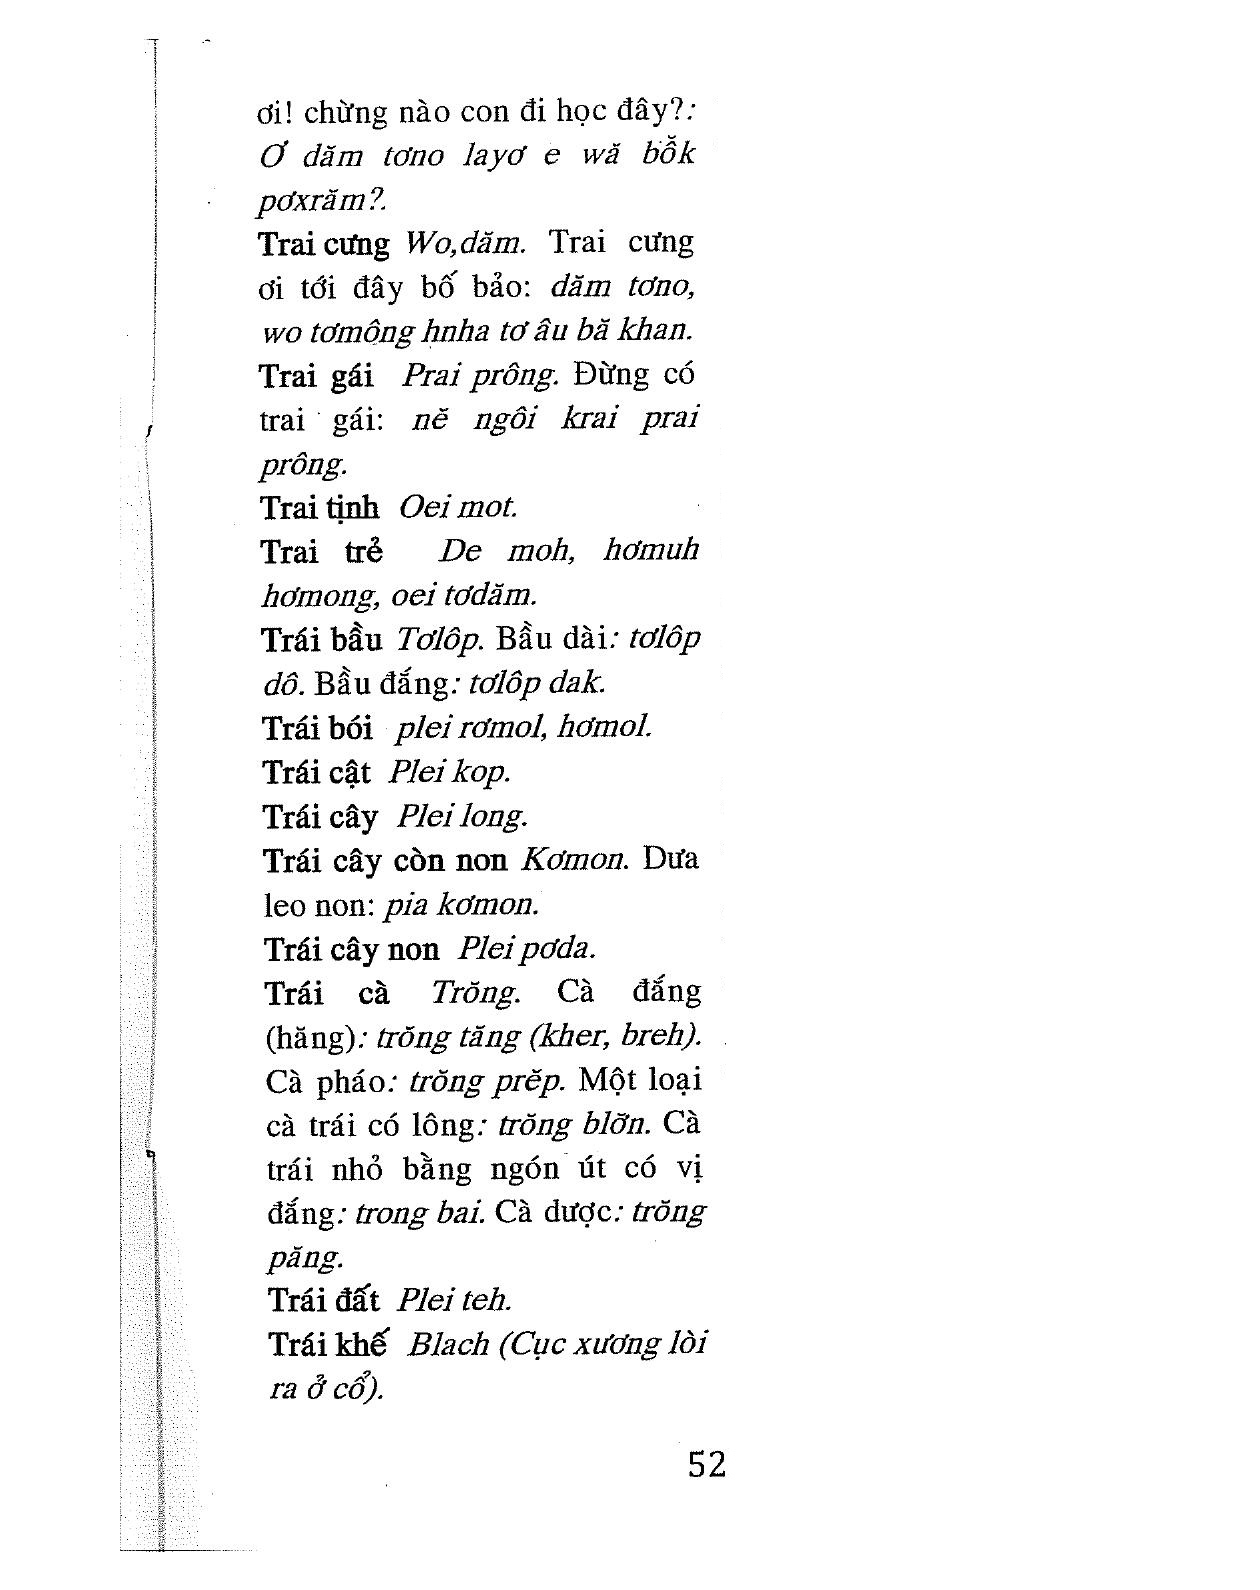 ơi! chừng nào con đi học đây?:
Ơ dăm tơno layơ e wă bŏ̂k
pơxrăm?.
Trai cưng Wo,dăm. Trai cưng
ơi tới đây bố bảo: dăm tơno,
wo tơmông hnha tơ âu bă khan.
Trai gái Prai prông. Đừng có
trai gái: nĕ ngôi krai prai
prông.
Trai tịnh Oei mot.
Trai trẻ De moh, hơmuh
hơmong, oei tơdăm.
Trái bầu Tơlôp. Bầu dài: tơlôp
dô. Bầu đắng: tơlôp dak.
Trái bói plei rơmol, hơmol.
Trái cật Plei kop.
Trái cây Plei long.
Trái cây còn non Kơmon. Dưa
leo non: pia kơmon.
Trái cây non Plei pơda.
Trái cà Trŏng. Cà đắng
(hăng): trŏng tăng (kher, breh).
Cà pháo: trŏng prĕp. Một loại
cà trái có lông: trŏng blơ̆n. Cà
trái nhỏ bằng ngón út có vị
đắng: trong bai. Cà dược: trŏng
păng.
Trái đất Plei teh.
Trái khế Blach (Cục xương lòi
ra ở cổ).
52